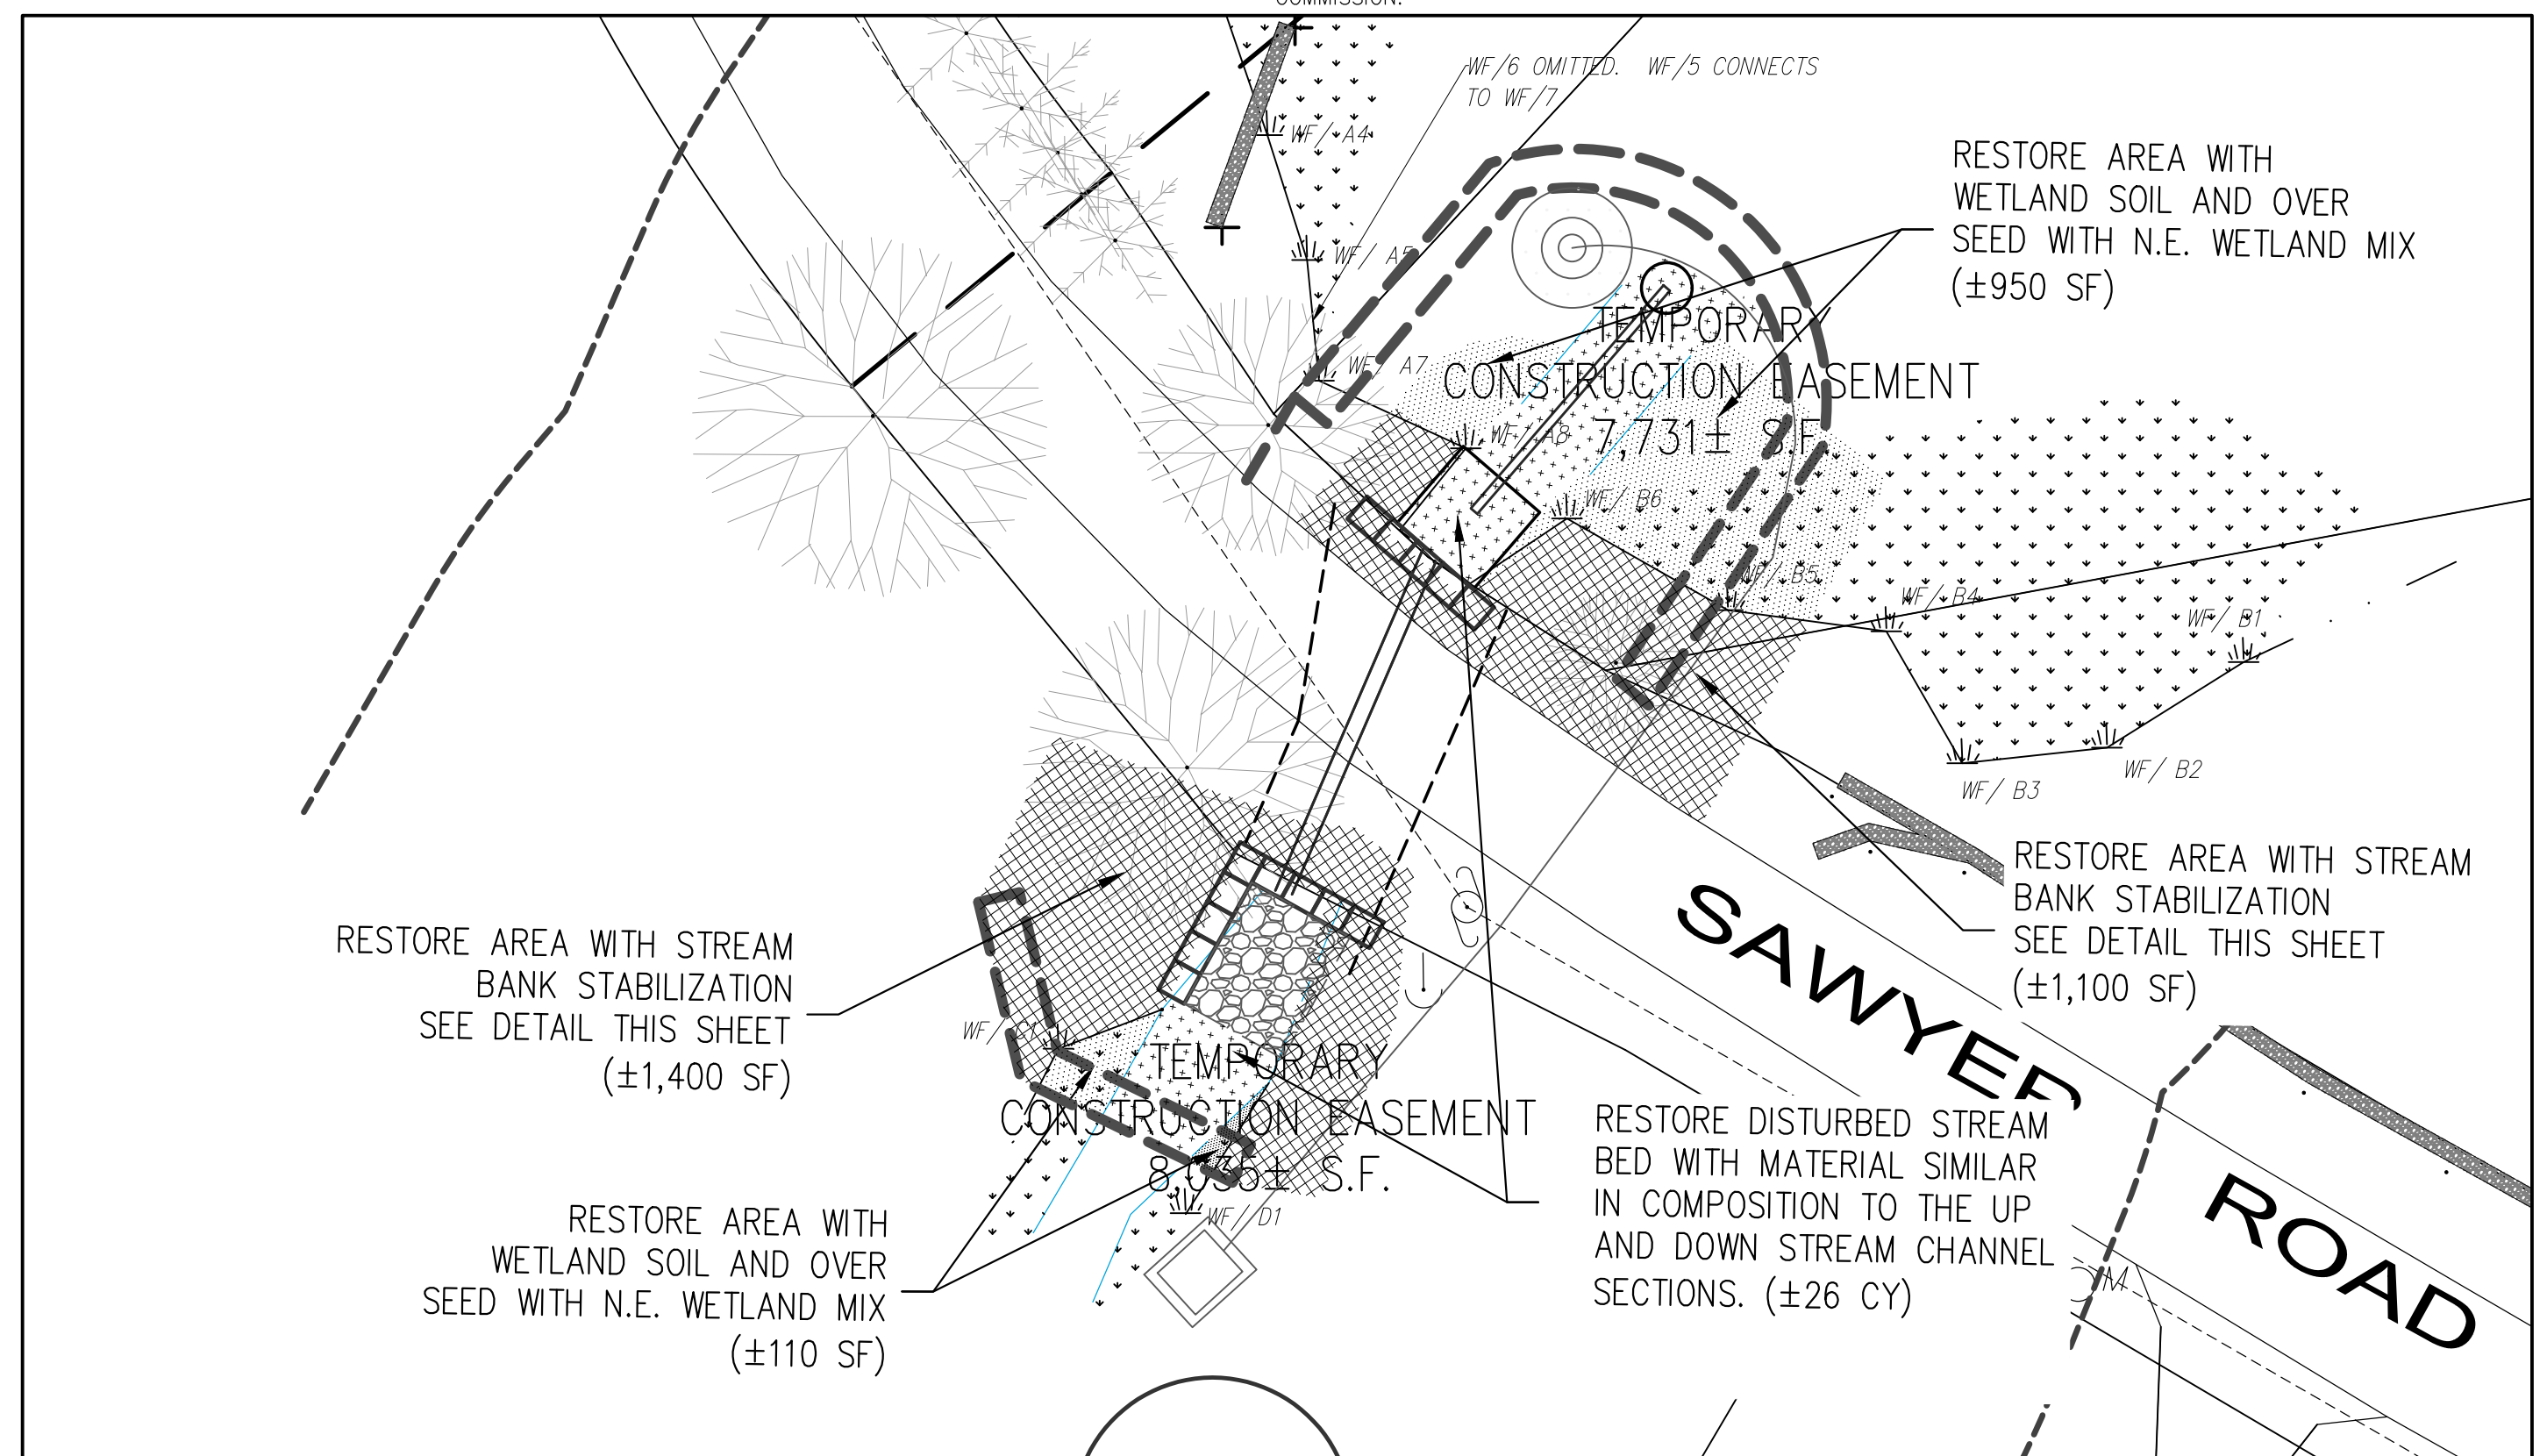 COMMISSION.
WF/6 OMITTED. WF/5 CONNECTS
TO WF/7
WF/ A4
WF/ A5
WF/ A7
WF/ A8
WF/ B6
WF/ B5
WF/ B4
WF/ B1
WF/ B2
WF/ B3
RESTORE AREA WITH
WETLAND SOIL AND OVER
SEED WITH N.E. WETLAND MIX
(±950 SF)
TEMPORARY
CONSTRUCTION EASEMENT
7,731± S.F.
RESTORE AREA WITH STREAM
BANK STABILIZATION
SEE DETAIL THIS SHEET
(±1,100 SF)
SAWYER
ROAD
RESTORE AREA WITH STREAM
BANK STABILIZATION
SEE DETAIL THIS SHEET
(±1,400 SF)
WF/ C1
TEMPORARY
CONSTRUCTION EASEMENT
8,035± S.F.
WF/ D1
RESTORE DISTURBED STREAM
BED WITH MATERIAL SIMILAR
IN COMPOSITION TO THE UP
AND DOWN STREAM CHANNEL
SECTIONS. (±26 CY)
M
RESTORE AREA WITH
WETLAND SOIL AND OVER
SEED WITH N.E. WETLAND MIX
(±110 SF)